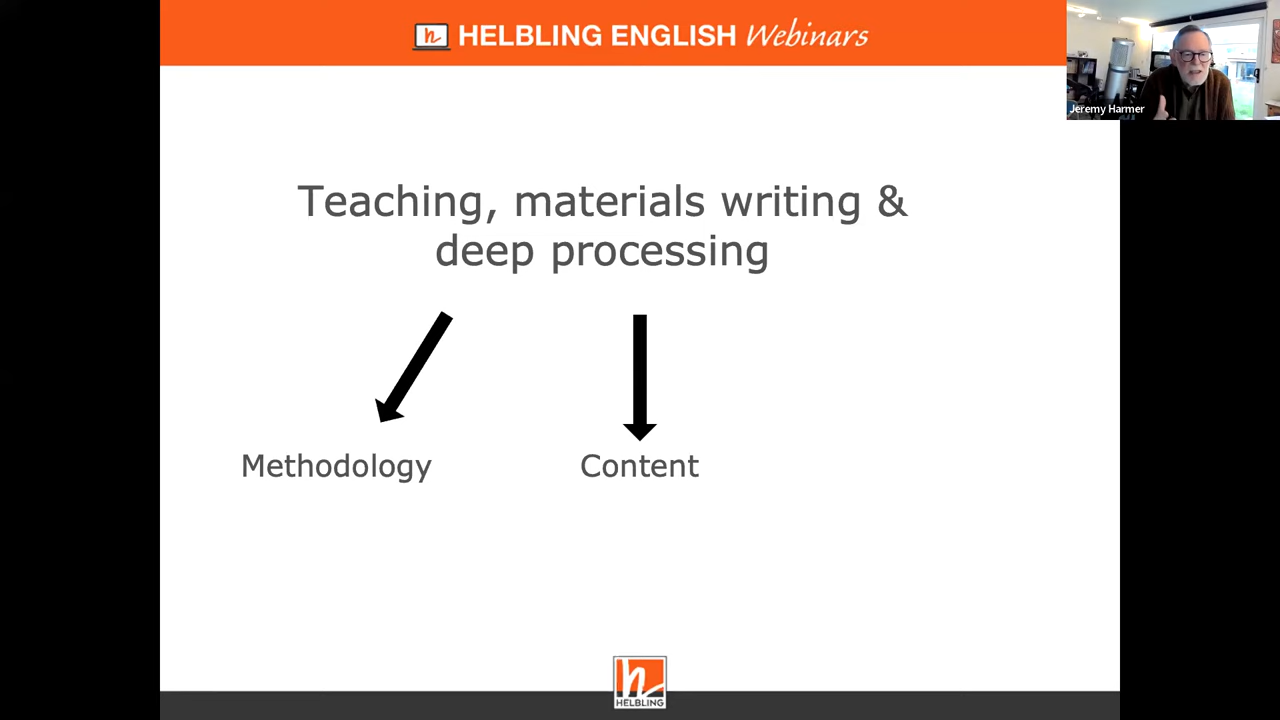 HELBLING ENGLISH Webinars
Jeremy Harmer
Teaching, materials writing &
deep processing
Methodology
Content
HELBLING